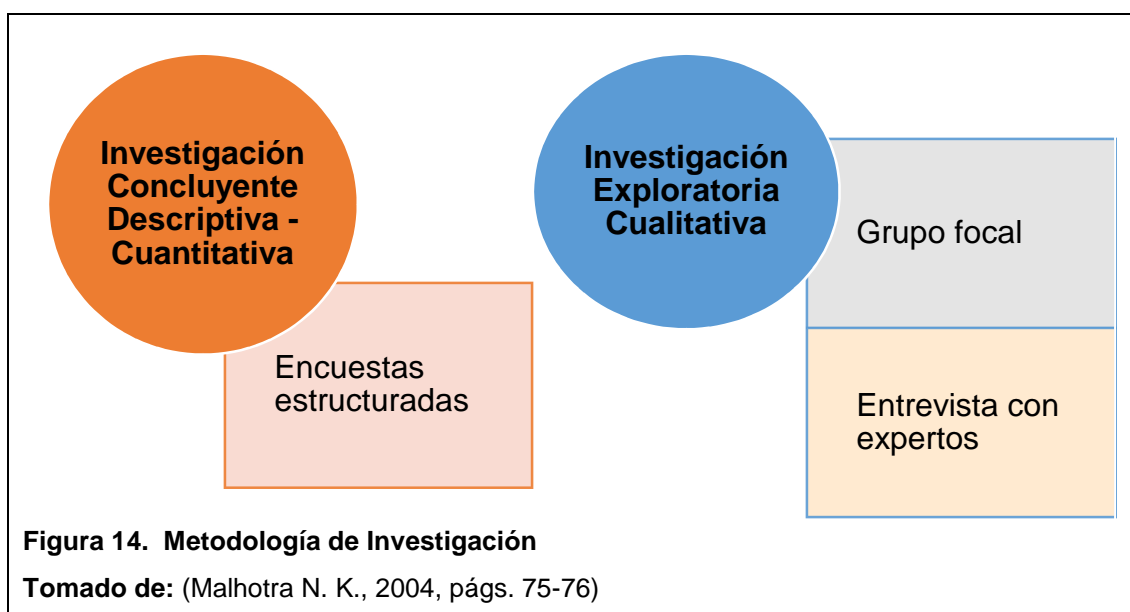 Investigación
Concluyente
Descriptiva -
Cuantitativa
Encuestas
estructuradas
Investigación
Exploratoria
Cualitativa
Grupo focal
Entrevista con
expertos
Figura 14. Metodología de Investigación
Tomado de: (Malhotra N. K., 2004, págs. 75-76)